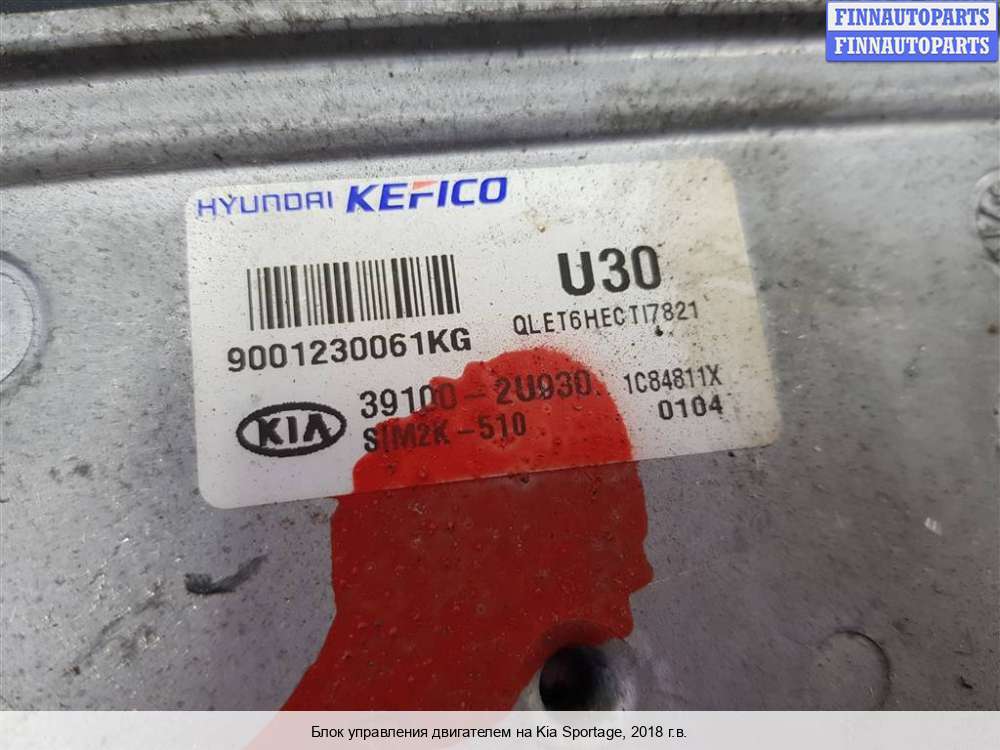 FINNAUTOPARTS
FINNAUTOPARTS
HYUNDAI KEFICO
U30
QLET6HECTI7821
9001230061KG
39100-2U930
1C84811X
KIA
SIM2K-510
0104
Блок управления двигателем на Kia Sportage, 2018 г.в.